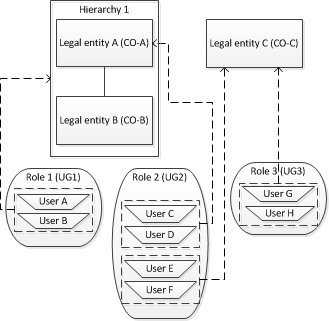 Hierarchy 1
Legal entity A (CO-A)
Legal entity C (CO-C)
Legal entity B (CO-B)
Role 1 (UG1)
User A
User B
Role 2 (UG2)
User C
User D
User E
User F
Role 3 (UG3)
User G
User H